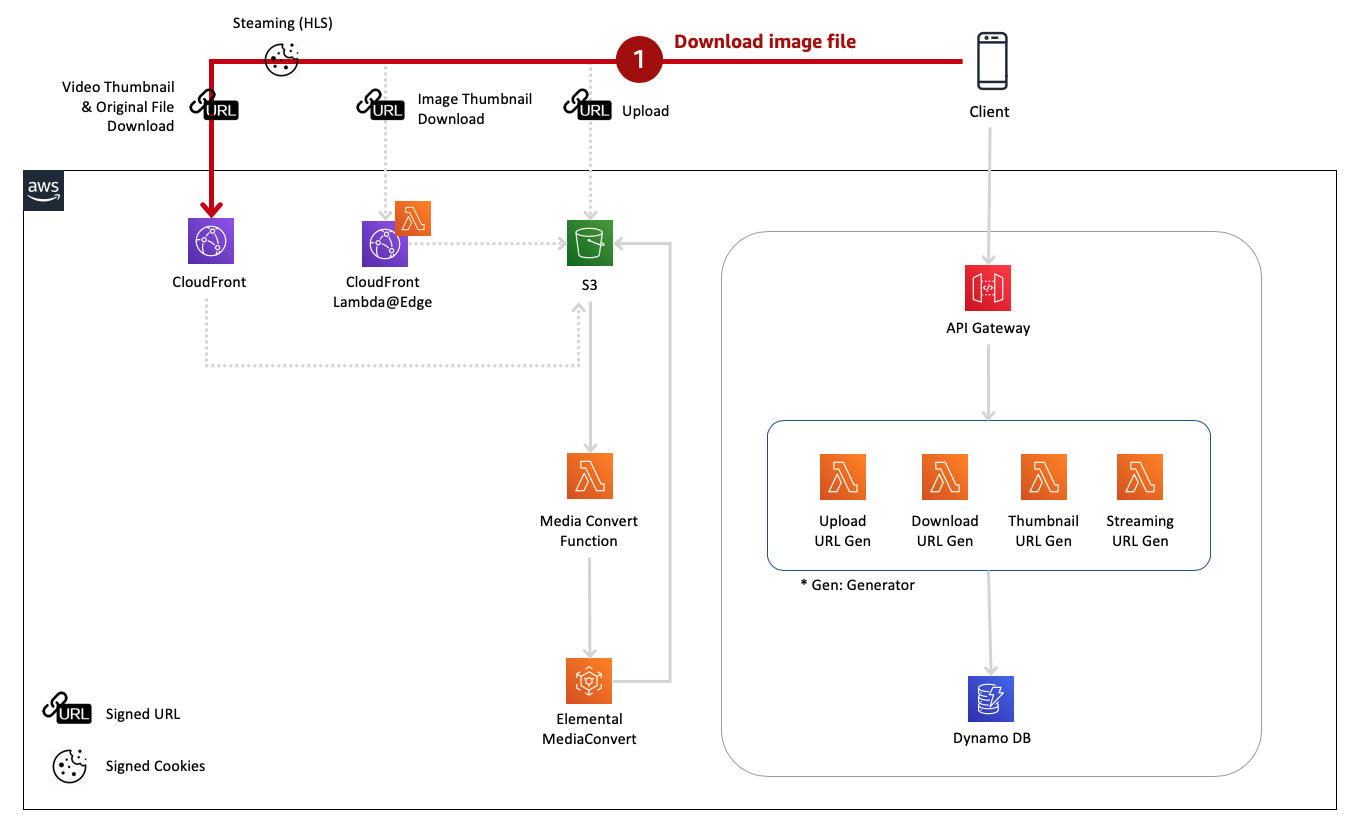 Steaming (HLS)
1
Download image file
Video Thumbnail
& Original File
Download
URL
URL
Image Thumbnail
Download
URL
Upload
Client
aws
CloudFront
CloudFront
Lambda@Edge
S3
API Gateway
Media Convert
Function
Upload
URL Gen
Download
URL Gen
Thumbnail
URL Gen
Streaming
URL Gen
* Gen: Generator
Elemental
MediaConvert
Dynamo DB
URL
Signed URL
Signed Cookies